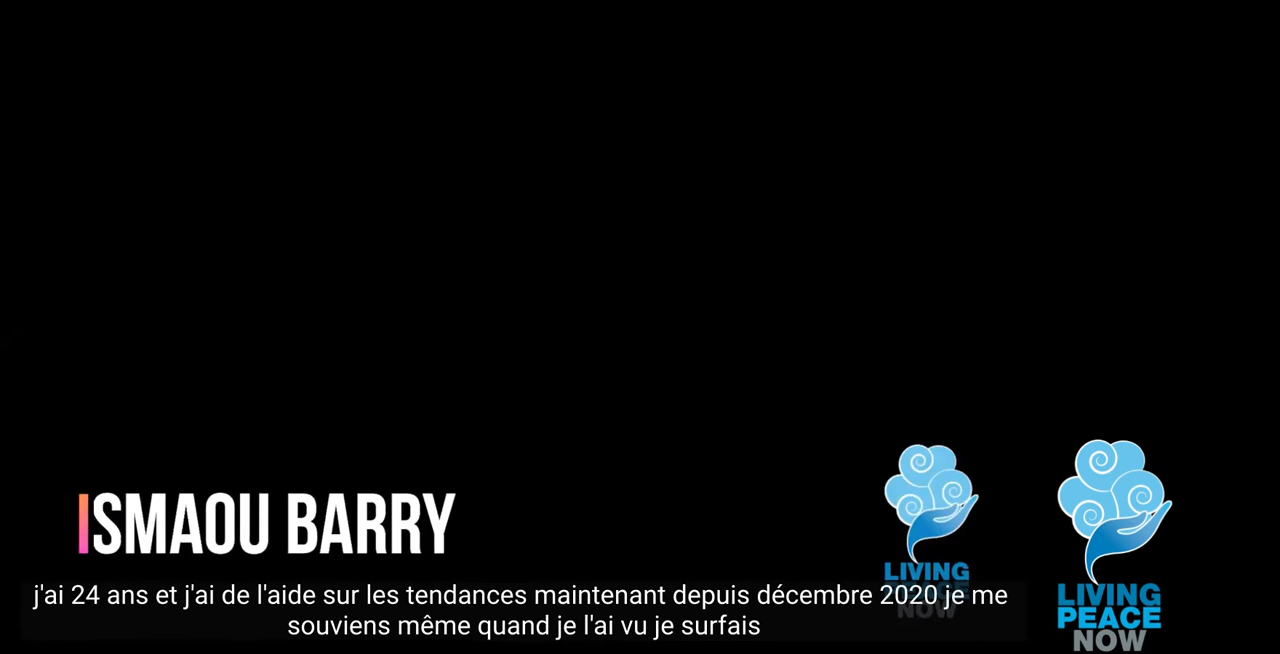 ISMAOU BARRY
LIVING
PEACE
NOW
LIVING
PEACE
NOW
j'ai 24 ans et j'ai de l'aide sur les tendances maintenant depuis décembre 2020 je me
souviens même quand je l'ai vu je surfais